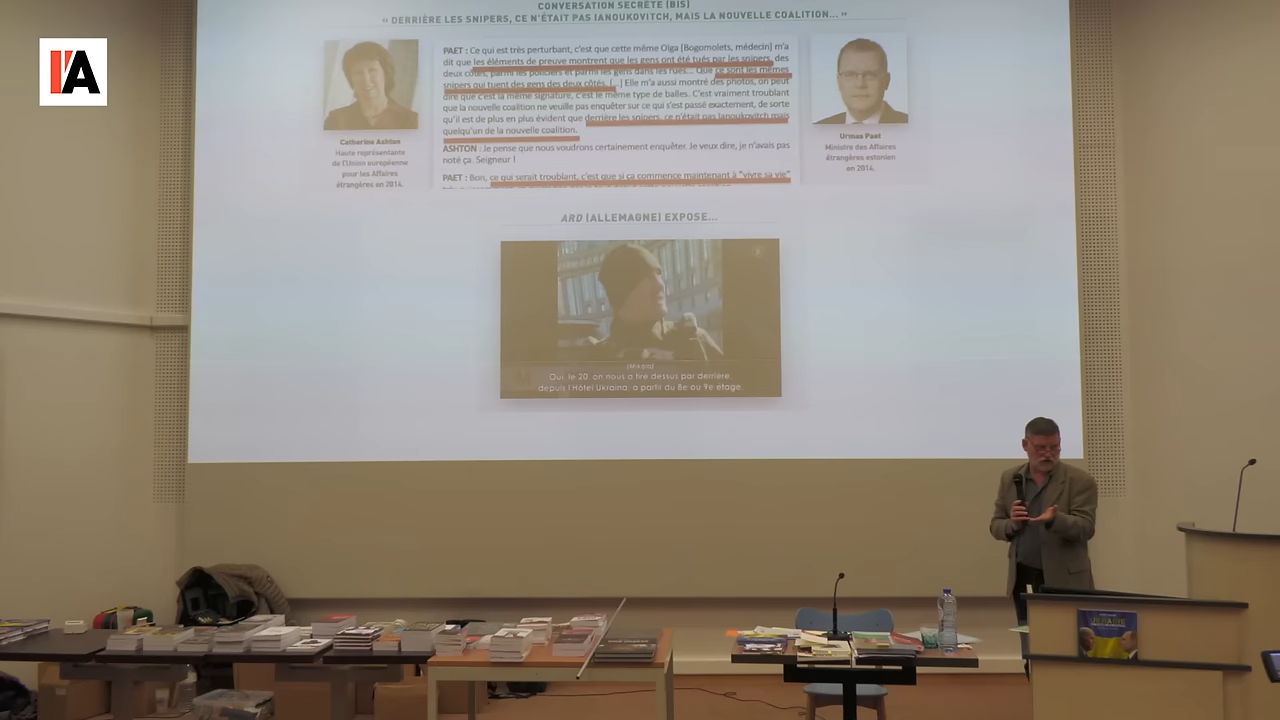 l'A
CONVERSATION SECRÈTE (BIS)
« DERRIÈRE LES SNIPERS, CE N'ÉTAIT PAS IANOUKOVITCH, MAIS LA NOUVELLE COALITION... »
PAET : Ce qui est très perturbant, c'est que cette même Olga [Bogomolets, médecin] m'a
dit que les éléments de preuve montrent que les gens ont été tués par les snipers, des
deux côtés, parmi les policiers et parmi les gens dans les rues... Que ce sont les mêmes
snipers qui tuent des gens des deux côtés. [...] Elle m'a aussi montré des photos, on peut
dire que c'est la même signature, c'est le même type de balles. C'est vraiment troublant
que la nouvelle coalition ne veuille pas enquêter sur ce qui s'est passé exactement, de sorte
qu'il est de plus en plus évident que derrière les snipers, ce n'était pas Ianoukovitch mais
quelqu'un de la nouvelle coalition.
ASHTON : Je pense que nous voudrons certainement enquêter. Je veux dire, je n'avais pas
noté ça. Seigneur !
PAET : Bon, ce qui serait troublant, c'est que si ça commence maintenant à "vivre sa vie"
Catherine Ashton
Haute représentante
de l'Union européenne
pour les Affaires
étrangères en 2014.
Urmas Paet
Ministre des Affaires
étrangères estonien
en 2014.
ARD (ALLEMAGNE) EXPOSE...
Oui, le 20, on nous a tiré dessus par derrière,
depuis l'Hôtel Ukraina, à partir du 8e ou 9e étage.
UKRAINE